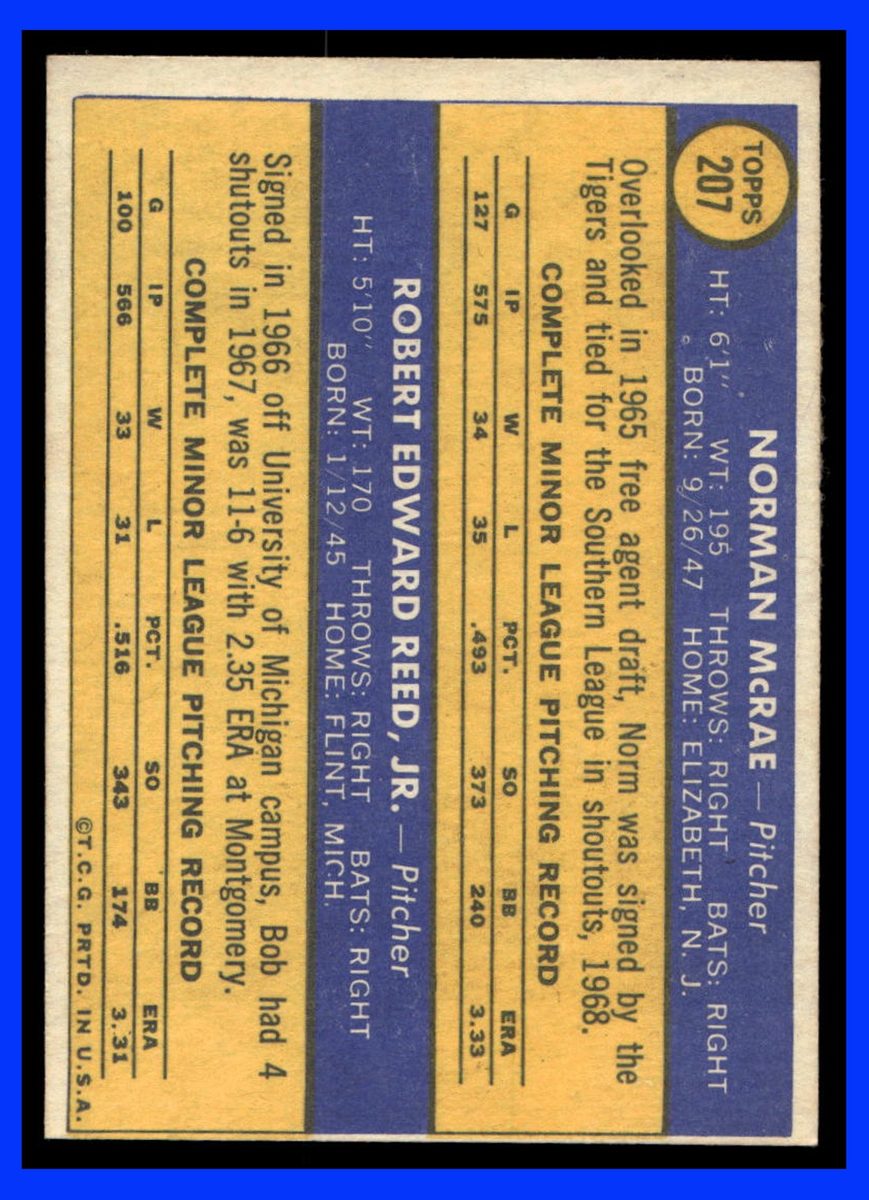 TOPPS
207
NORMAN McRAE — Pitcher
HT: 6'1" WT: 195 THROWS: RIGHT BATS: RIGHT
BORN: 9/26/47 HOME: ELIZABETH, N. J.
Overlooked in 1965 free agent draft, Norm was signed by the
Tigers and tied for the Southern League in shoutouts, 1968.
COMPLETE MINOR LEAGUE PITCHING RECORD
G IP W L PCT. SO BB ERA
127 575 34 35 .493 373 240 3.33
ROBERT EDWARD REED, JR. — Pitcher
HT: 5'10" WT: 170 THROWS: RIGHT BATS: RIGHT
BORN: 1/12/45 HOME: FLINT, MICH.
Signed in 1966 off University of Michigan campus, Bob had 4
shutouts in 1967, was 11-6 with 2.35 ERA at Montgomery.
COMPLETE MINOR LEAGUE PITCHING RECORD
G IP W L PCT. SO BB ERA
100 566 33 31 .516 343 174 3.31
©T.C.G. PRTD. IN U.S.A.